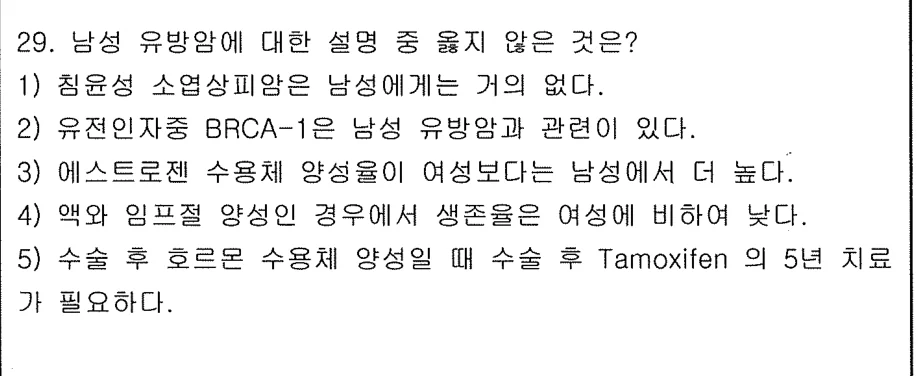 29. 남성 유방암에 대한 설명 중 옳지 않은 것은?
1) 침윤성 소엽상피암은 남성에게는 거의 없다.
2) 유전인자중 BRCA-1은 남성 유방암과 관련이 있다.
3) 에스트로젠 수용체 양성율이 여성보다는 남성에서 더 높다.
4) 액와 임프절 양성인 경우에서 생존율은 여성에 비하여 낮다.
5) 수술 후 호르몬 수용체 양성일 때 수술 후 Tamoxifen 의 5년 치료
가 필요하다.